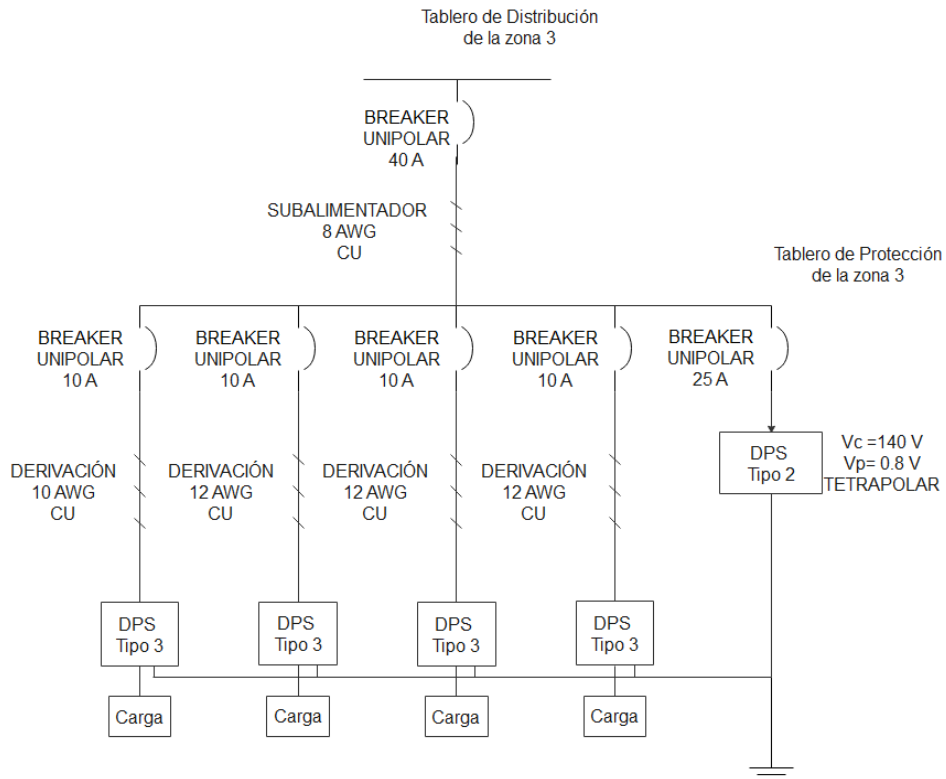 Tablero de Distribución
de la zona 3
BREAKER
UNIPOLAR
40 A
SUBALIMENTADOR
8 AWG
CU
Tablero de Protección
de la zona 3
BREAKER
UNIPOLAR
10 A
BREAKER
UNIPOLAR
10 A
BREAKER
UNIPOLAR
10 A
BREAKER
UNIPOLAR
10 A
BREAKER
UNIPOLAR
25 A
DERIVACIÓN
10 AWG
CU
DERIVACIÓN
12 AWG
CU
DERIVACIÓN
12 AWG
CU
DERIVACIÓN
12 AWG
CU
DPS
Tipo 2
Vc =140 V
Vp= 0.8 V
TETRAPOLAR
DPS
Tipo 3
DPS
Tipo 3
DPS
Tipo 3
DPS
Tipo 3
Carga
Carga
Carga
Carga